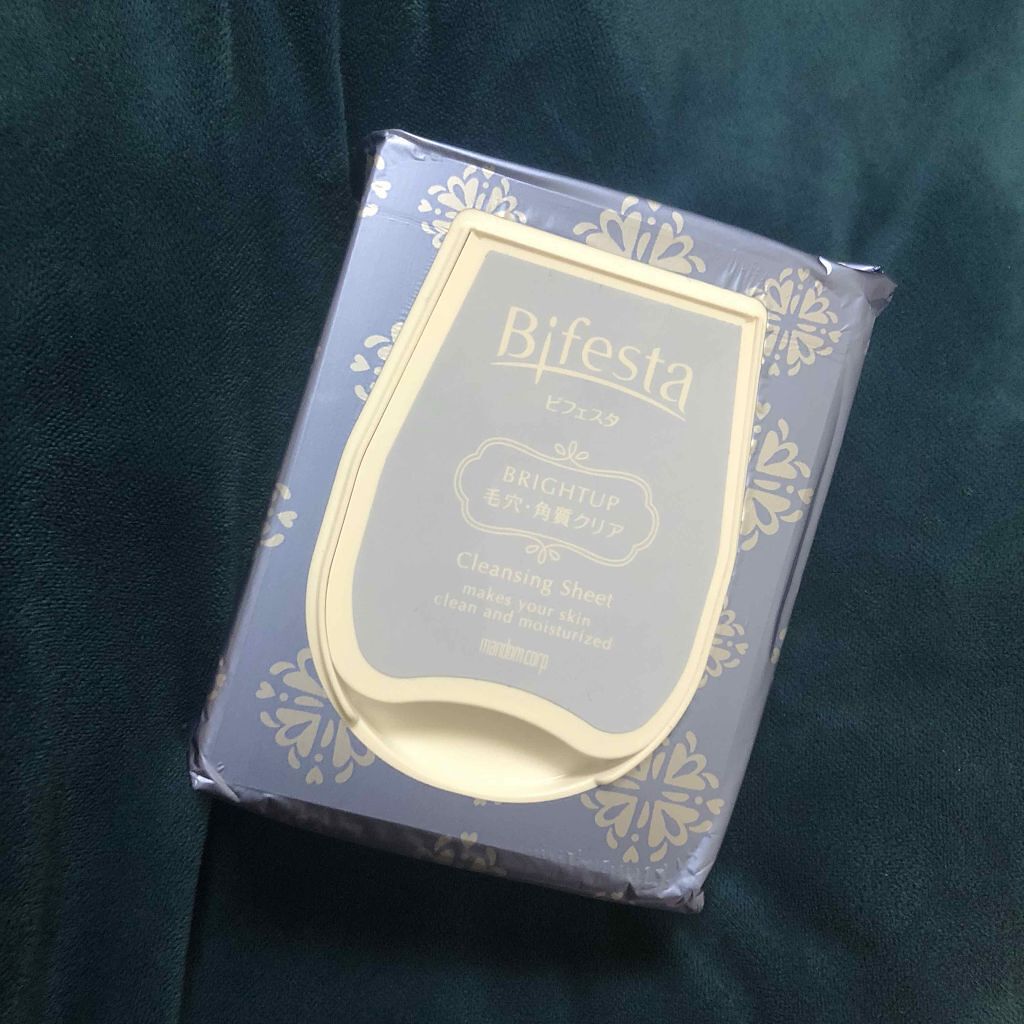 Bifesta
ビフェスタ
BRIGHTUP
毛穴・角質クリア
Cleansing Sheet
makes your skin
clean and moisturized
mandom corp